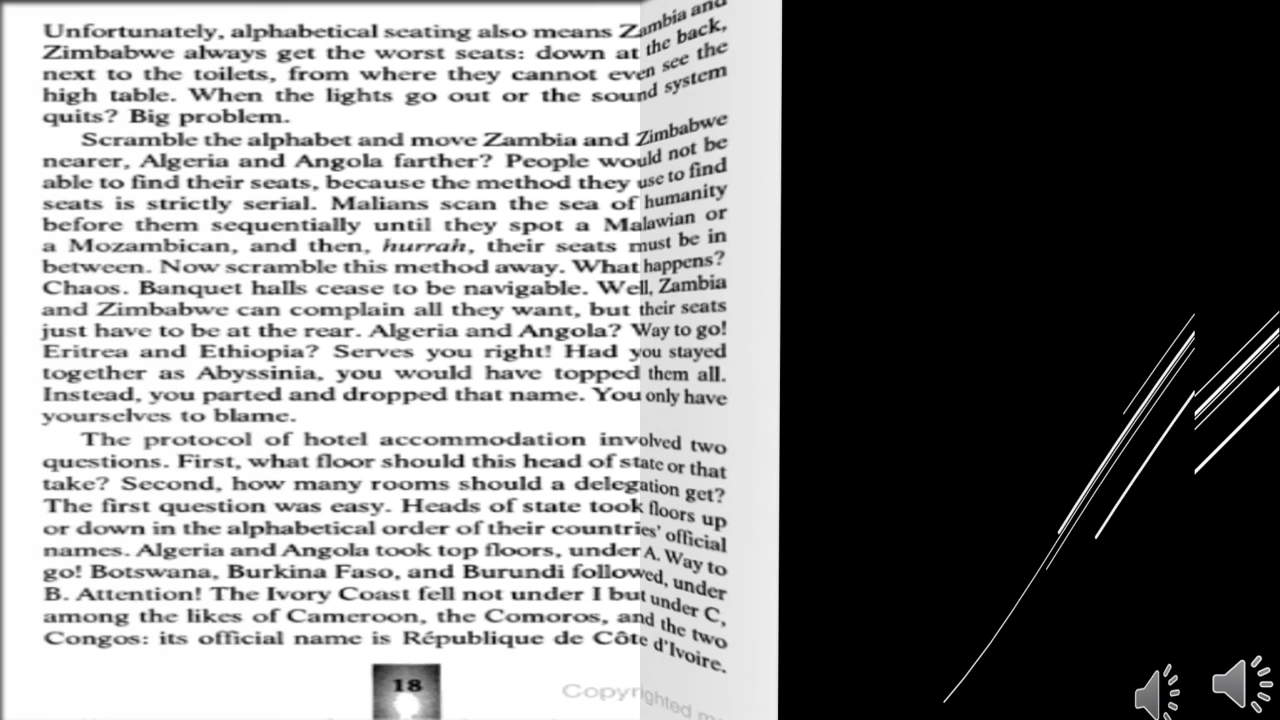 Unfortunately, alphabetical seating also means Zambia and
Zimbabwe always get the worst seats: down at the back,
next to the toilets, from where they cannot even see the
high table. When the lights go out or the sound system
quits? Big problem.
Scramble the alphabet and move Zambia and Zimbabwe
nearer, Algeria and Angola farther? People would not be
able to find their seats, because the method they use to find
seats is strictly serial. Malians scan the sea of humanity
before them sequentially until they spot a Malawian or
a Mozambican, and then, hurrah, their seats must be in
between. Now scramble this method away. What happens?
Chaos. Banquet halls cease to be navigable. Well, Zambia
and Zimbabwe can complain all they want, but their seats
just have to be at the rear. Algeria and Angola? Way to go!
Eritrea and Ethiopia? Serves you right! Had you stayed
together as Abyssinia, you would have topped them all.
Instead, you parted and dropped that name. You only have
yourselves to blame.
The protocol of hotel accommodation involved two
questions. First, what floor should this head of state or that
take? Second, how many rooms should a delegation get?
The first question was easy. Heads of state took floors up
or down in the alphabetical order of their countries' official
names. Algeria and Angola took top floors, under A. Way to
go! Botswana, Burkina Faso, and Burundi followed, under
B. Attention! The Ivory Coast fell not under I but under C,
among the likes of Cameroon, the Comoros, and the two
Congos: its official name is République de Côte d'Ivoire.
18
Copyrighted